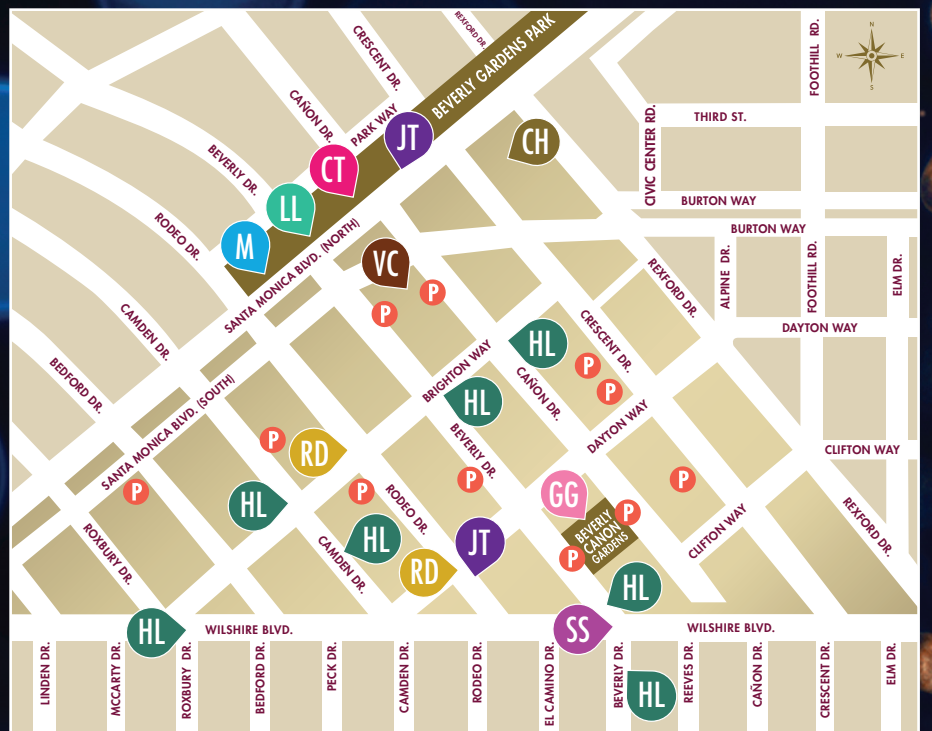 REXFORD DR.
CRESCENT DR.
BEVERLY GARDENS PARK
FOOTHILL RD.
N
W E
S
CAÑON DR.
PARK WAY
JT
CH
THIRD ST.
CIVIC CENTER RD.
BEVERLY DR.
CT
LL
BURTON WAY
RODEO DR.
M
SANTA MONICA BLVD. (NORTH)
VC
BURTON WAY
REXFORD DR.
ALPINE DR.
FOOTHILL RD.
ELM DR.
P
P
CAMDEN DR.
DAYTON WAY
BEDFORD DR.
BRIGHTON WAY
HL
CRESCENT DR.
P
P
CAÑON DR.
SANTA MONICA BLVD. (SOUTH)
HL
BEVERLY DR.
DAYTON WAY
P
RD
CLIFTON WAY
P
HL
P
RODEO DR.
P
GG
P
P
BEVERLY
CANON
GARDENS
P
CLIFTON WAY
REXFORD DR.
ROXBURY DR.
CAMDEN DR.
HL
RD
JT
HL
HL
WILSHIRE BLVD.
SS
WILSHIRE BLVD.
LINDEN DR.
MCCARTY DR.
ROXBURY DR.
BEDFORD DR.
PECK DR.
CAMDEN DR.
RODEO DR.
EL CAMINO DR.
BEVERLY DR.
HL
REEVES DR.
CAÑON DR.
CRESCENT DR.
ELM DR.